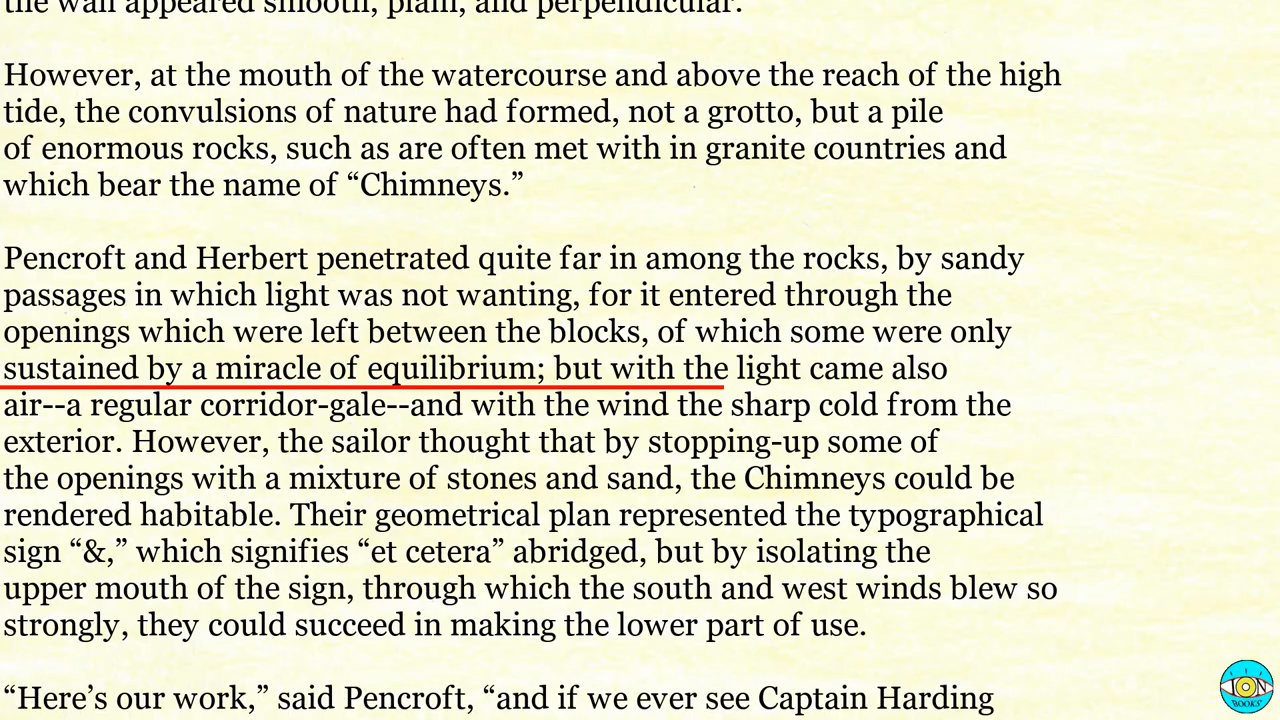 the wall appeared smooth, plain, and perpendicular.
However, at the mouth of the watercourse and above the reach of the high
tide, the convulsions of nature had formed, not a grotto, but a pile
of enormous rocks, such as are often met with in granite countries and
which bear the name of “Chimneys.”
Pencroft and Herbert penetrated quite far in among the rocks, by sandy
passages in which light was not wanting, for it entered through the
openings which were left between the blocks, of which some were only
sustained by a miracle of equilibrium; but with the light came also
air--a regular corridor-gale--and with the wind the sharp cold from the
exterior. However, the sailor thought that by stopping-up some of
the openings with a mixture of stones and sand, the Chimneys could be
rendered habitable. Their geometrical plan represented the typographical
sign “&,” which signifies “et cetera” abridged, but by isolating the
upper mouth of the sign, through which the south and west winds blew so
strongly, they could succeed in making the lower part of use.
“Here’s our work,” said Pencroft, “and if we ever see Captain Harding
ION
BOOKS